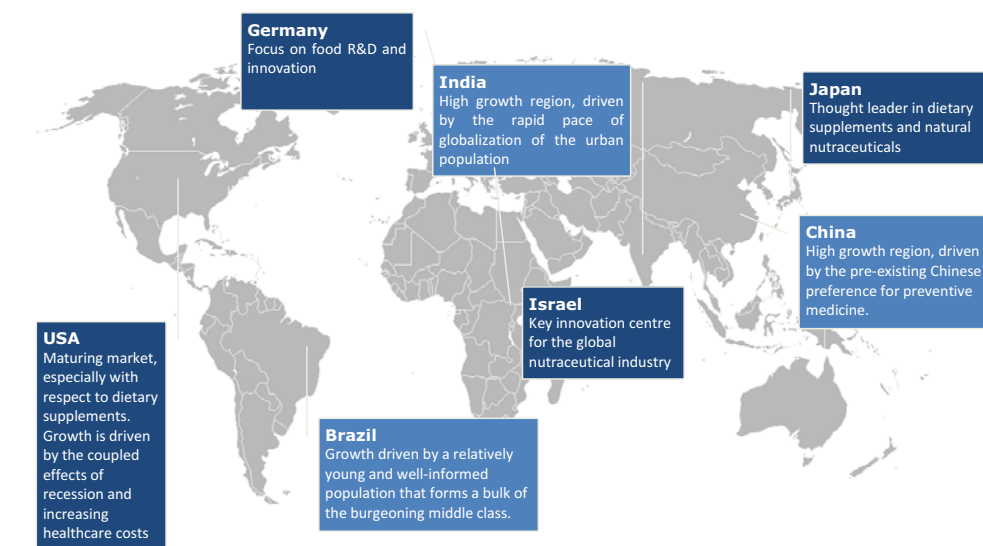 Germany
Focus on food R&D and
innovation
India
High growth region, driven
by the rapid pace of
globalization of the urban
population
Japan
Thought leader in dietary
supplements and natural
nutraceuticals
China
High growth region, driven
by the pre-existing Chinese
preference for preventive
medicine.
Israel
Key innovation centre
for the global
nutraceutical industry
USA
Maturing market,
especially with
respect to dietary
supplements.
Growth is driven
by the coupled
effects of
recession and
increasing
healthcare costs
Brazil
Growth driven by a relatively
young and well-informed
population that forms a bulk of
the burgeoning middle class.